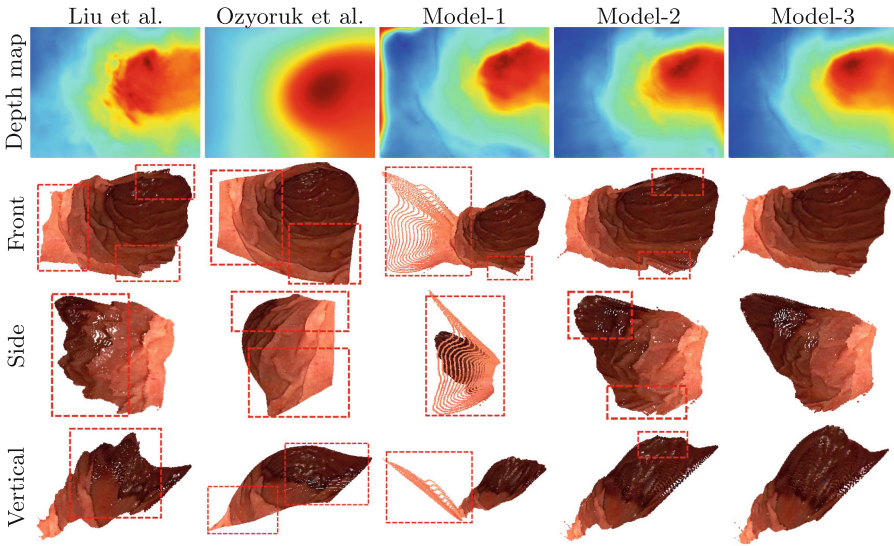 Liu et al. Ozyoruk et al. Model-1 Model-2 Model-3
Depth map
Front
Side
Vertical